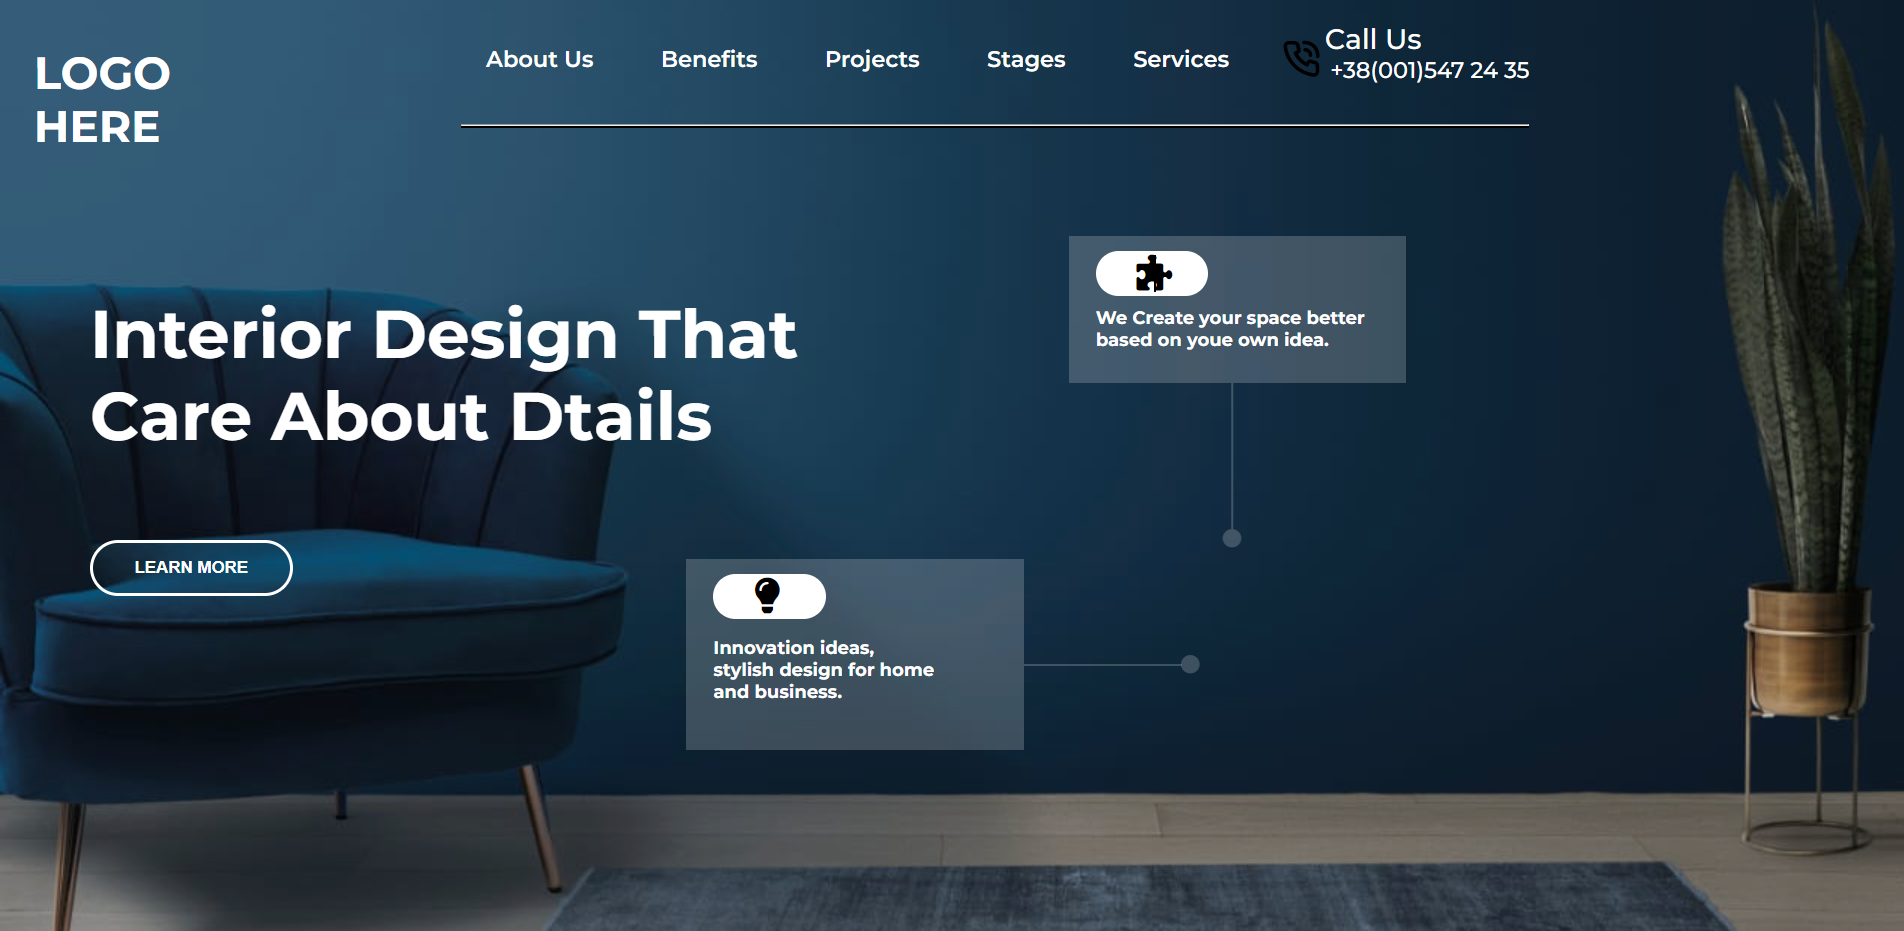 LOGO
HERE
About Us
Benefits
Projects
Stages
Services
Call Us
+38(001)547 24 35
Interior Design That
Care About Dtails
LEARN MORE
We Create your space better
based on youe own idea.
Innovation ideas,
stylish design for home
and business.